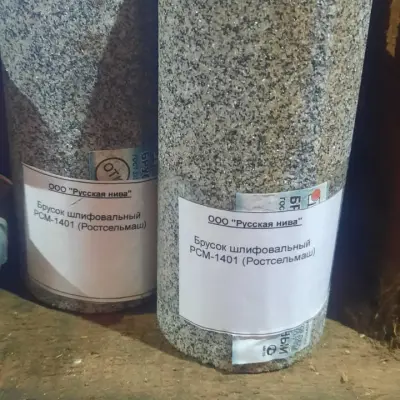 ООО "Русская нива"
Брусок шлифовальный
РСМ-1401 (Ростсельмаш)
ООО "Русская нива"
Брусок шлифовальный
РСМ-1401 (Ростсельмаш)